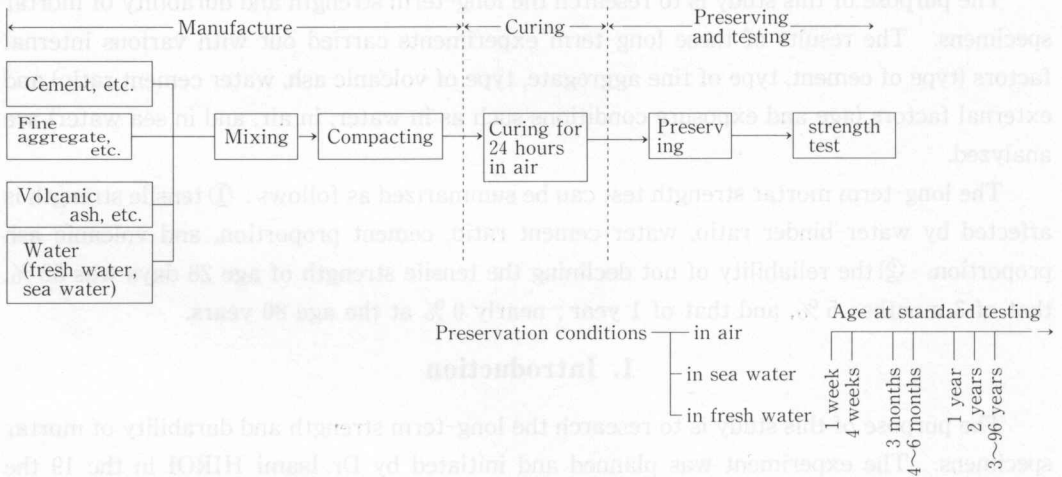 Manufacture
Curing
Preserving
and testing
Cement, etc.
Fine
aggregate,
etc.
Volcanic
ash, etc.
Water
(fresh water,
sea water)
Mixing
Compacting
Curing for
24 hours
in air
Preserv
ing
strength
test
Preservation conditions
in air
in sea water
in fresh water
Age at standard testing
1 week
4 weeks
3 months
4～6 months
1 year
2 years
3～96 years